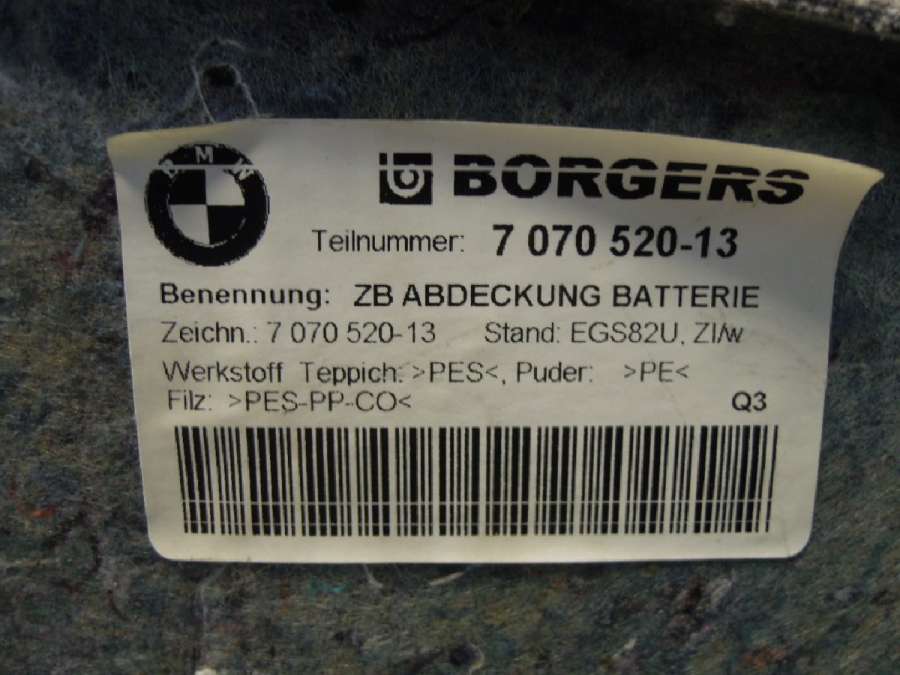 BMW
BORGERS
Teilnummer: 7 070 520-13
Benennung: ZB ABDECKUNG BATTERIE
Zeichn.: 7 070 520-13 Stand: EGS82U, ZI/w
Werkstoff Teppich: >PES<, Puder: >PE<
Filz: >PES-PP-CO< Q3